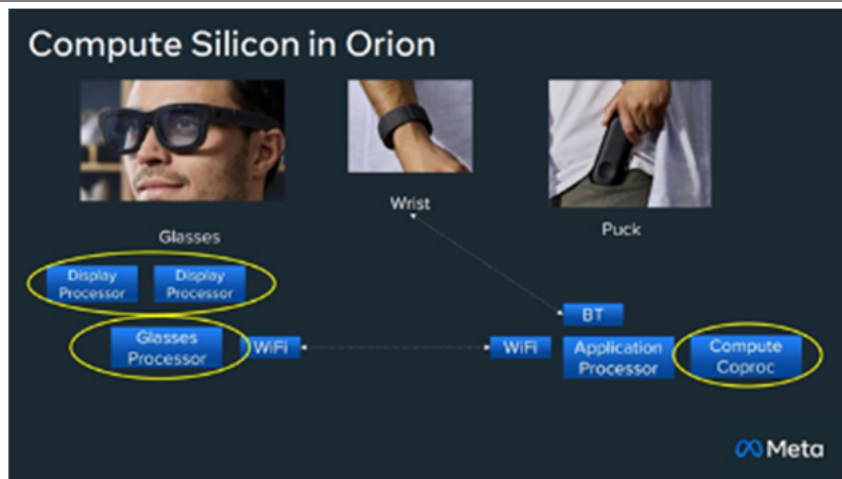 Compute Silicon in Orion
Glasses
Wrist
Puck
Display
Processor
Display
Processor
Glasses
Processor
WiFi
WiFi
BT
Application
Processor
Compute
Coproc
Meta